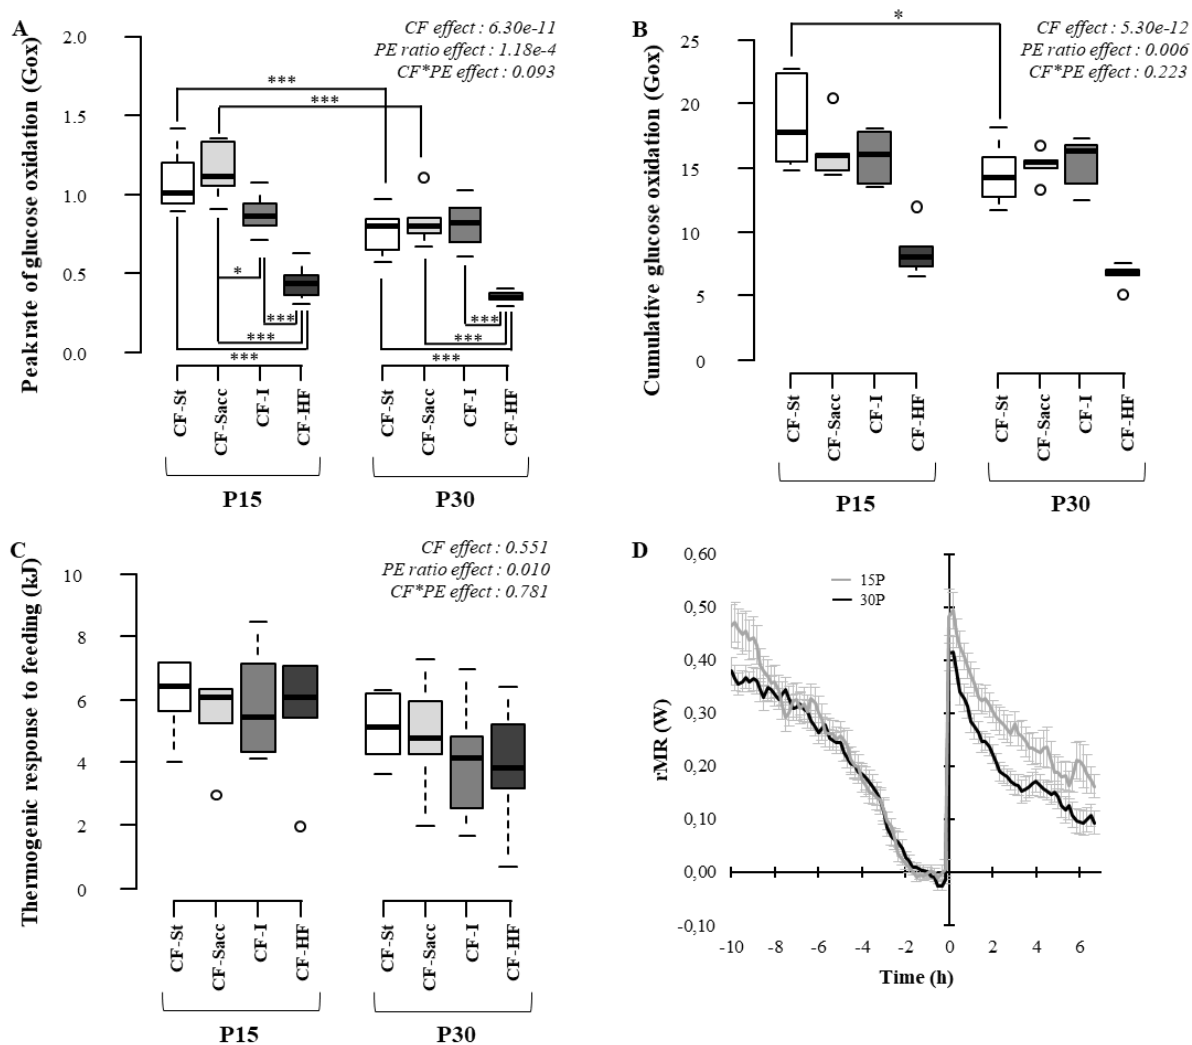 A
CF effect : 6.30e-11
PE ratio effect : 1.18e-4
CF*PE effect : 0.093
Peak rate of glucose oxidation (Gox)
2.0
1.5
1.0
0.5
0.0
***
***
*
***
***
***
***
***
***
CF-St
CF-Sacc
CF-I
CF-HF
CF-St
CF-Sacc
CF-I
CF-HF
P15
P30
B
CF effect : 5.30e-12
PE ratio effect : 0.006
CF*PE effect : 0.223
Cumulative glucose oxidation (Gox)
25
20
15
10
5
0
*
CF-St
CF-Sacc
CF-I
CF-HF
CF-St
CF-Sacc
CF-I
CF-HF
P15
P30
C
CF effect : 0.551
PE ratio effect : 0.010
CF*PE effect : 0.781
Thermogenic response to feeding (kJ)
10
8
6
4
2
0
CF-St
CF-Sacc
CF-I
CF-HF
CF-St
CF-Sacc
CF-I
CF-HF
P15
P30
D
rMR (W)
0,60
0,50
0,40
0,30
0,20
0,10
0,00
-0,10
15P
30P
-10 -8 -6 -4 -2 0 2 4 6
Time (h)